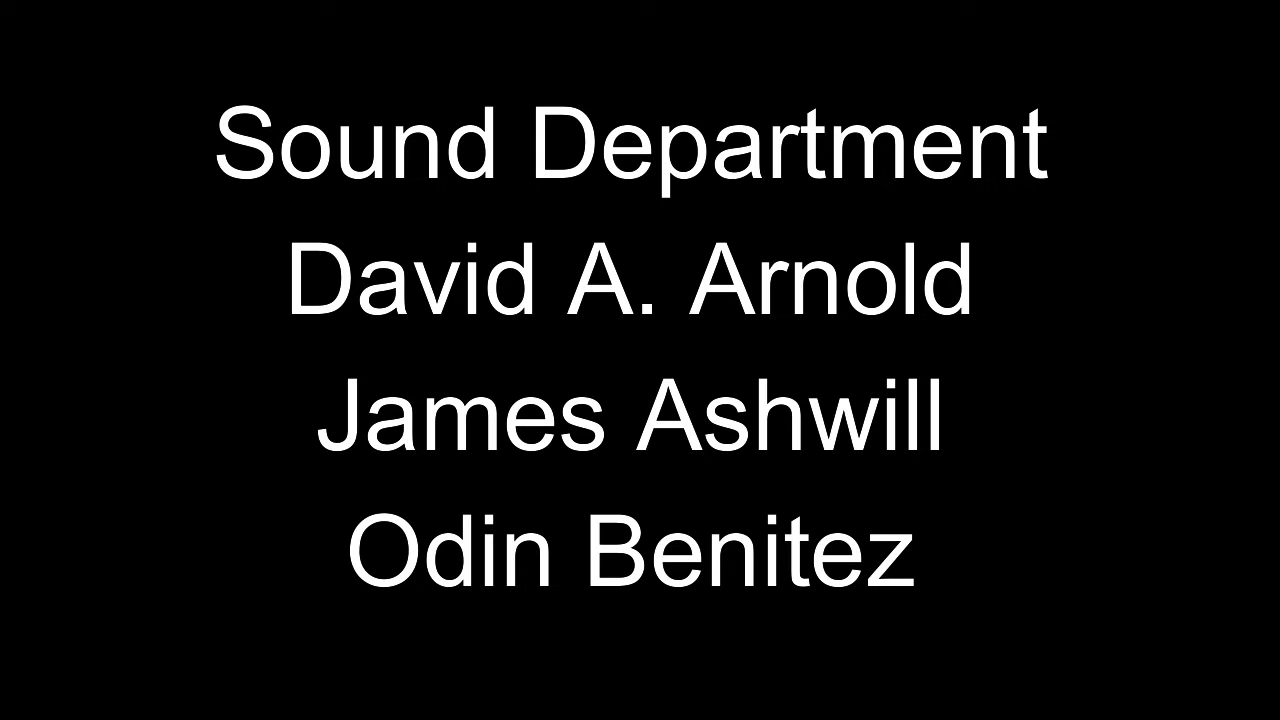 Sound Department
David A. Arnold
James Ashwill
Odin Benitez